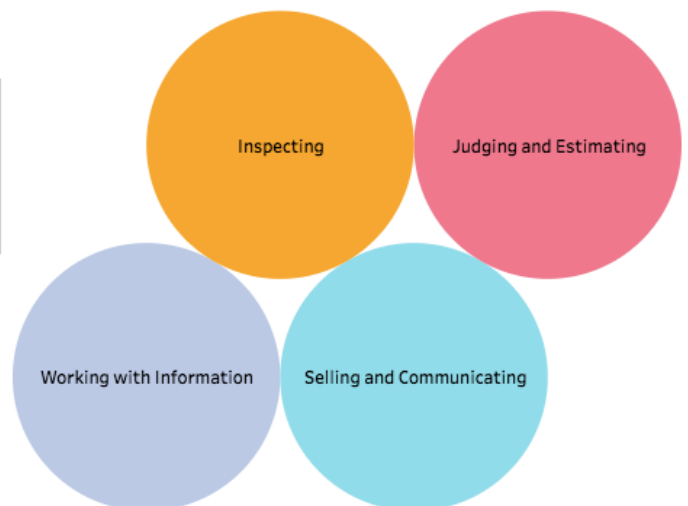 Inspecting
Judging and Estimating
Working with Information
Selling and Communicating